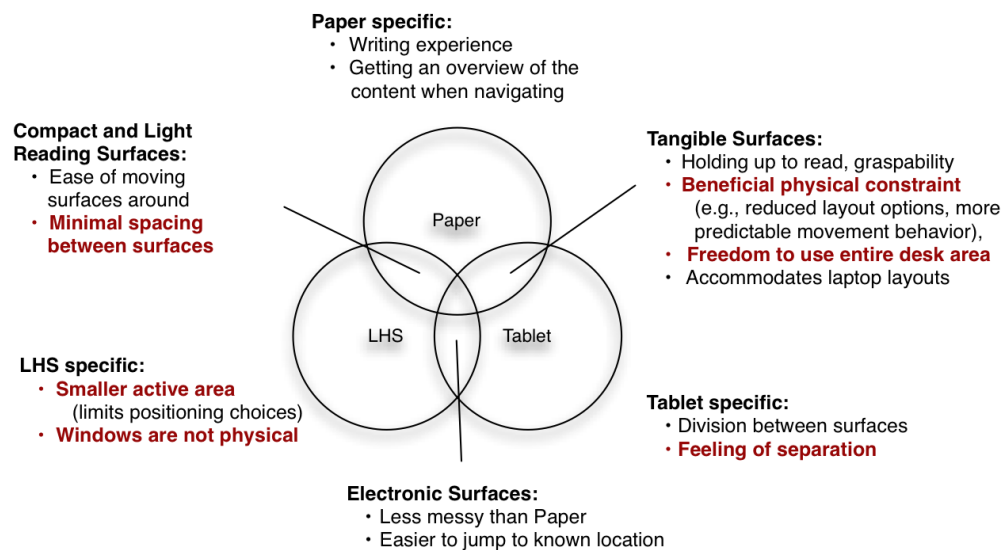 Paper specific:
• Writing experience
• Getting an overview of the
content when navigating
Compact and Light
Reading Surfaces:
• Ease of moving
surfaces around
• Minimal spacing
between surfaces
Tangible Surfaces:
• Holding up to read, graspability
• Beneficial physical constraint
(e.g., reduced layout options, more
predictable movement behavior),
• Freedom to use entire desk area
• Accommodates laptop layouts
Paper
LHS
Tablet
LHS specific:
• Smaller active area
(limits positioning choices)
• Windows are not physical
Tablet specific:
• Division between surfaces
• Feeling of separation
Electronic Surfaces:
• Less messy than Paper
• Easier to jump to known location